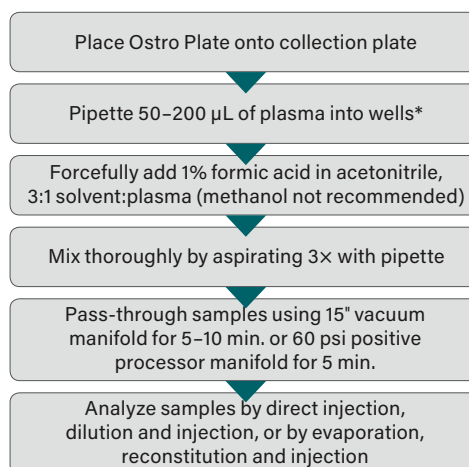 Place Ostro Plate onto collection plate
Pipette 50–200 µL of plasma into wells*
Forcefully add 1% formic acid in acetonitrile,
3:1 solvent:plasma (methanol not recommended)
Mix thoroughly by aspirating 3× with pipette
Pass-through samples using 15" vacuum
manifold for 5–10 min. or 60 psi positive
processor manifold for 5 min.
Analyze samples by direct injection,
dilution and injection, or by evaporation,
reconstitution and injection